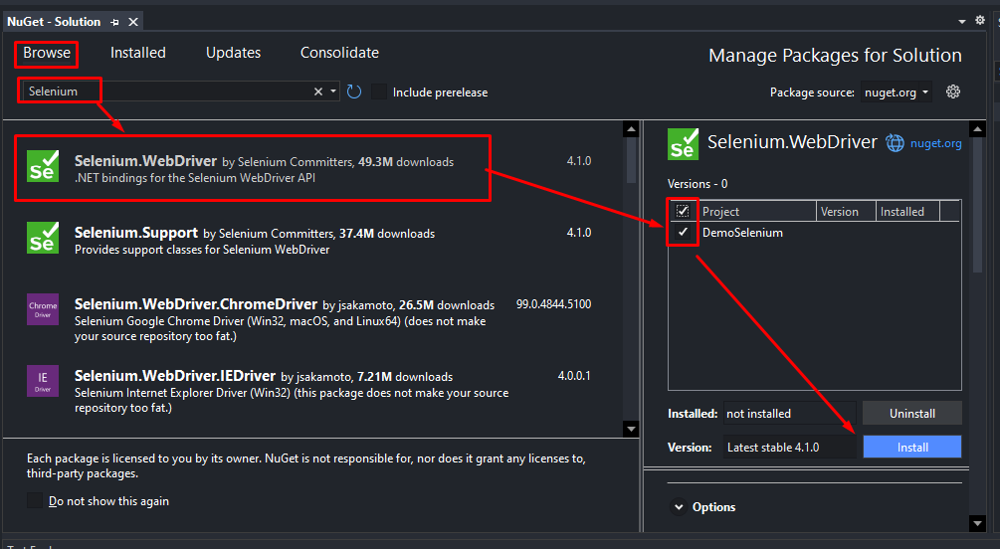 NuGet - Solution
Browse
Installed
Updates
Consolidate
Manage Packages for Solution
Selenium
Include prerelease
Package source: nuget.org
Se
Selenium.WebDriver by Selenium Committers, 49.3M downloads
4.1.0
.NET bindings for the Selenium WebDriver API
Se
Selenium.Support by Selenium Committers, 37.4M downloads
4.1.0
Provides support classes for Selenium WebDriver
Chrome
Driver
Selenium.WebDriver.ChromeDriver by jsakamoto, 26.5M downloads
99.0.4844.5100
Selenium Google Chrome Driver (Win32, macOS, and Linux64) (does not make
your source repository too fat.)
IE
Driver
Selenium.WebDriver.IEDriver by jsakamoto, 7.21M downloads
4.0.0.1
Selenium Internet Explorer Driver (Win32) (this package does not make your source
repository too fat.)
Each package is licensed to you by its owner. NuGet is not responsible for, nor does it grant any licenses to,
third-party packages.
Do not show this again
Se
Selenium.WebDriver
nuget.org
Versions - 0
Project
Version
Installed
DemoSelenium
Installed:
not installed
Uninstall
Version:
Latest stable 4.1.0
Install
Options